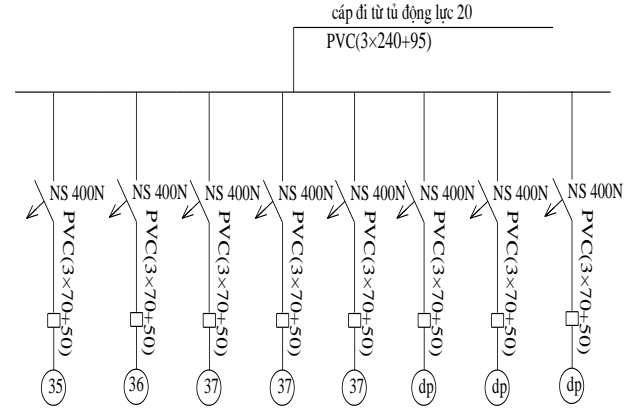 cáp đi từ tủ động lực 20
PVC(3×240+95)
NS 400N NS 400N NS 400N NS 400N NS 400N NS 400N NS 400N NS 400N
PVC(3×70+50)
PVC(3×70+50)
PVC(3×70+50)
PVC(3×70+50)
PVC(3×70+50)
PVC(3×70+50)
PVC(3×70+50)
PVC(3×70+50)
35 36 37 37 37 dp dp dp